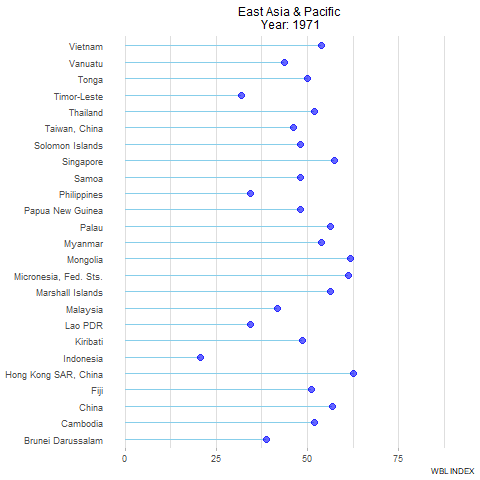 East Asia & Pacific
Year: 1971
Vietnam
Vanuatu
Tonga
Timor-Leste
Thailand
Taiwan, China
Solomon Islands
Singapore
Samoa
Philippines
Papua New Guinea
Palau
Myanmar
Mongolia
Micronesia, Fed. Sts.
Marshall Islands
Malaysia
Lao PDR
Kiribati
Indonesia
Hong Kong SAR, China
Fiji
China
Cambodia
Brunei Darussalam
0 25 50 75
WBL INDEX